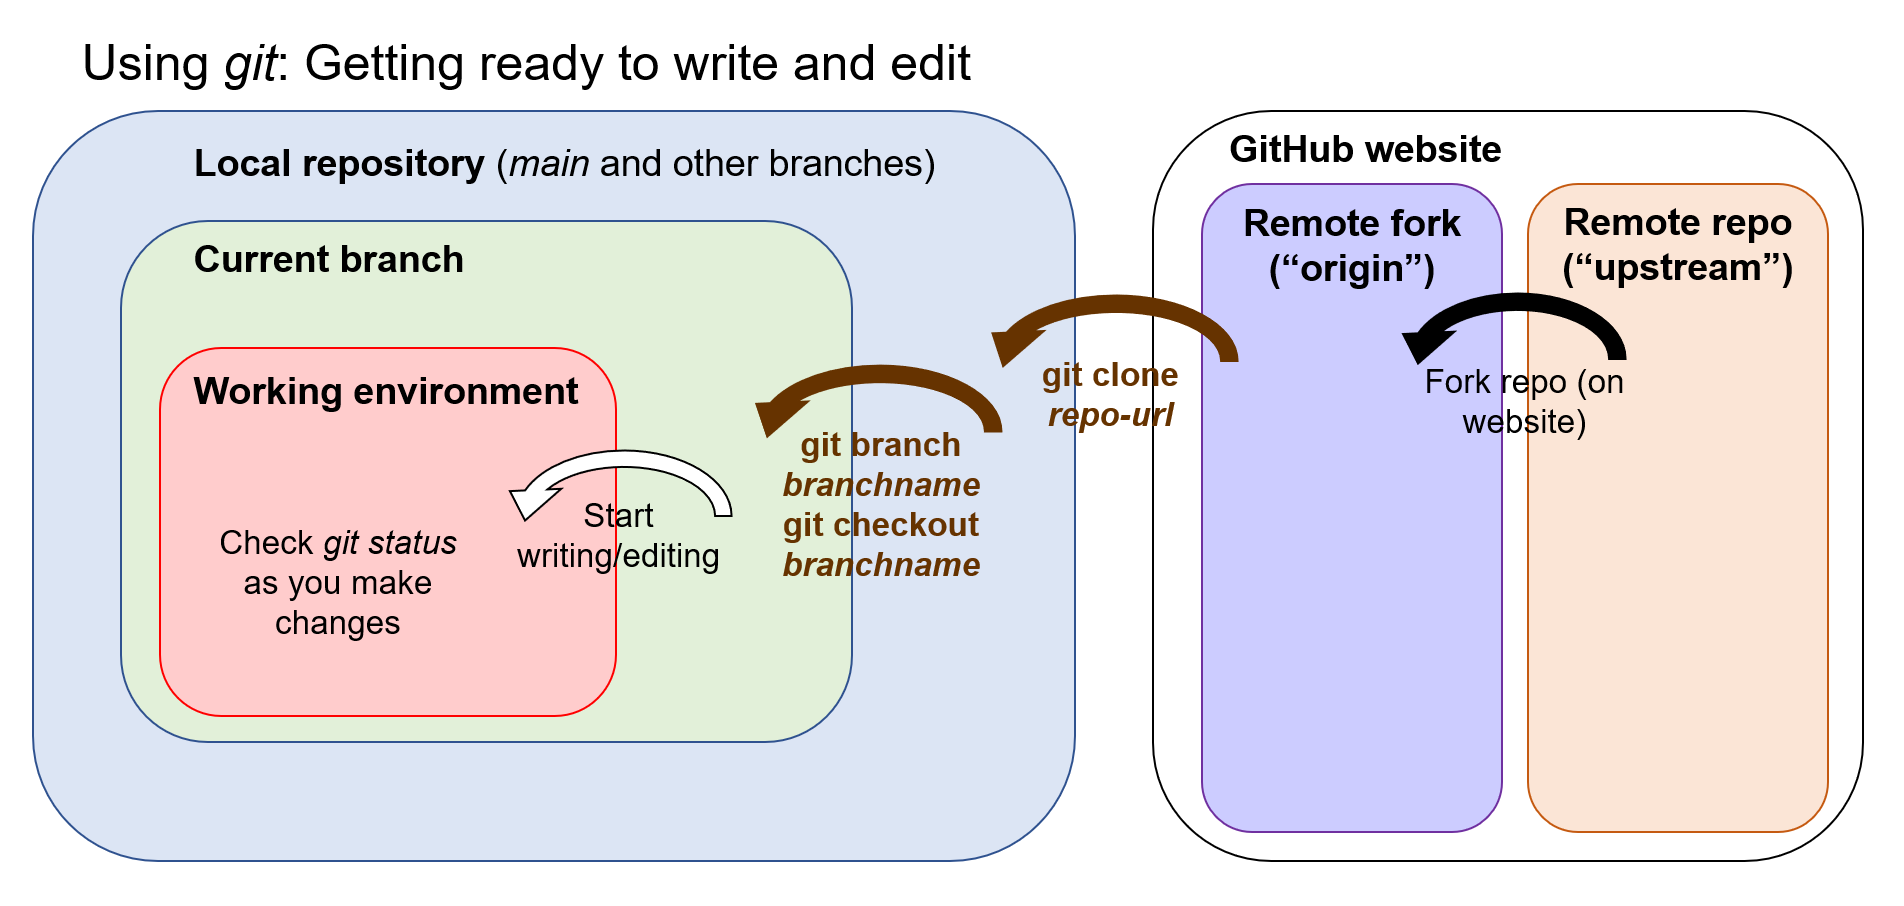 Using git: Getting ready to write and edit
Local repository (main and other branches)
Current branch
Working environment
Check git status
as you make
changes
Start
writing/editing
git branch
branchname
git checkout
branchname
git clone
repo-url
GitHub website
Remote fork
(“origin”)
Remote repo
(“upstream”)
Fork repo (on
website)